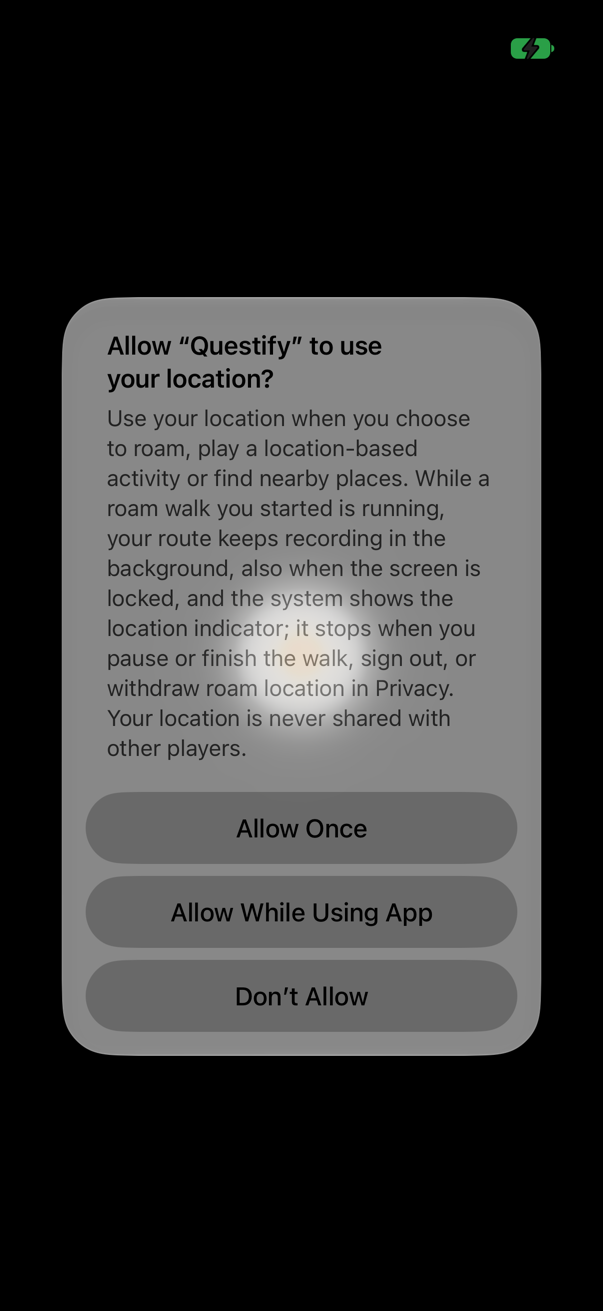 Allow “Questify” to use
your location?
Use your location when you choose
to roam, play a location-based
activity or find nearby places. While a
roam walk you started is running,
your route keeps recording in the
background, also when the screen is
locked, and the system shows the
location indicator; it stops when you
pause or finish the walk, sign out, or
withdraw roam location in Privacy.
Your location is never shared with
other players.
Allow Once
Allow While Using App
Don’t Allow